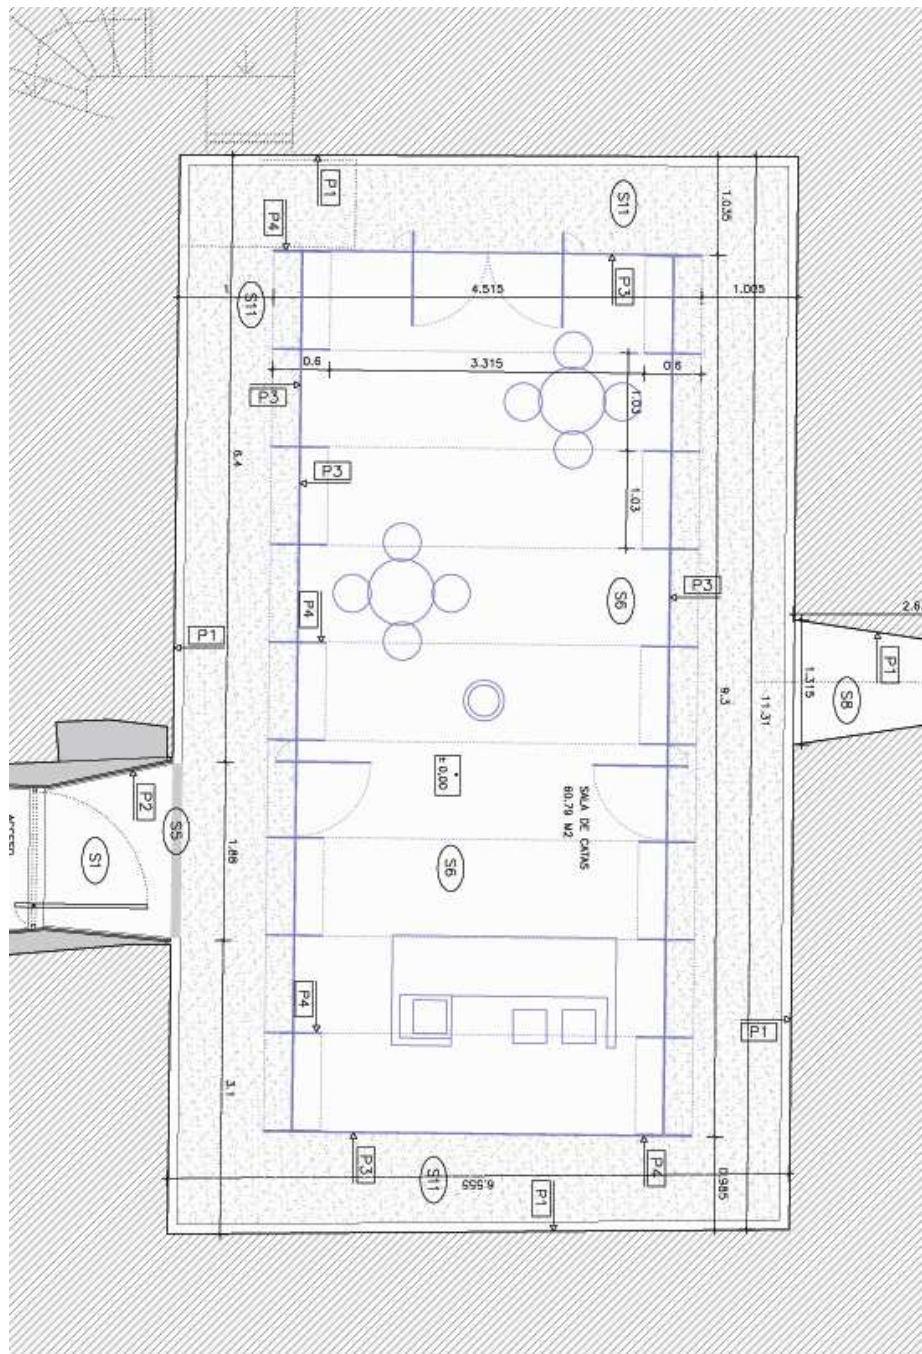 P1
P4
S11
1.035
P3
1
S11
4.515
1.005
0.6
3.315
0.6
P3
1.03
6.4
P3
1.03
P4
S6
P3
2.6
P1
P1
1.315
S8
9.3
11.31
± 0,00
SALA DE CATAS
60.79 M2
P2
S5
S1
ACCESO
1.88
S6
P4
P1
3.1
P3
S11
6.555
P4
0.985
P1